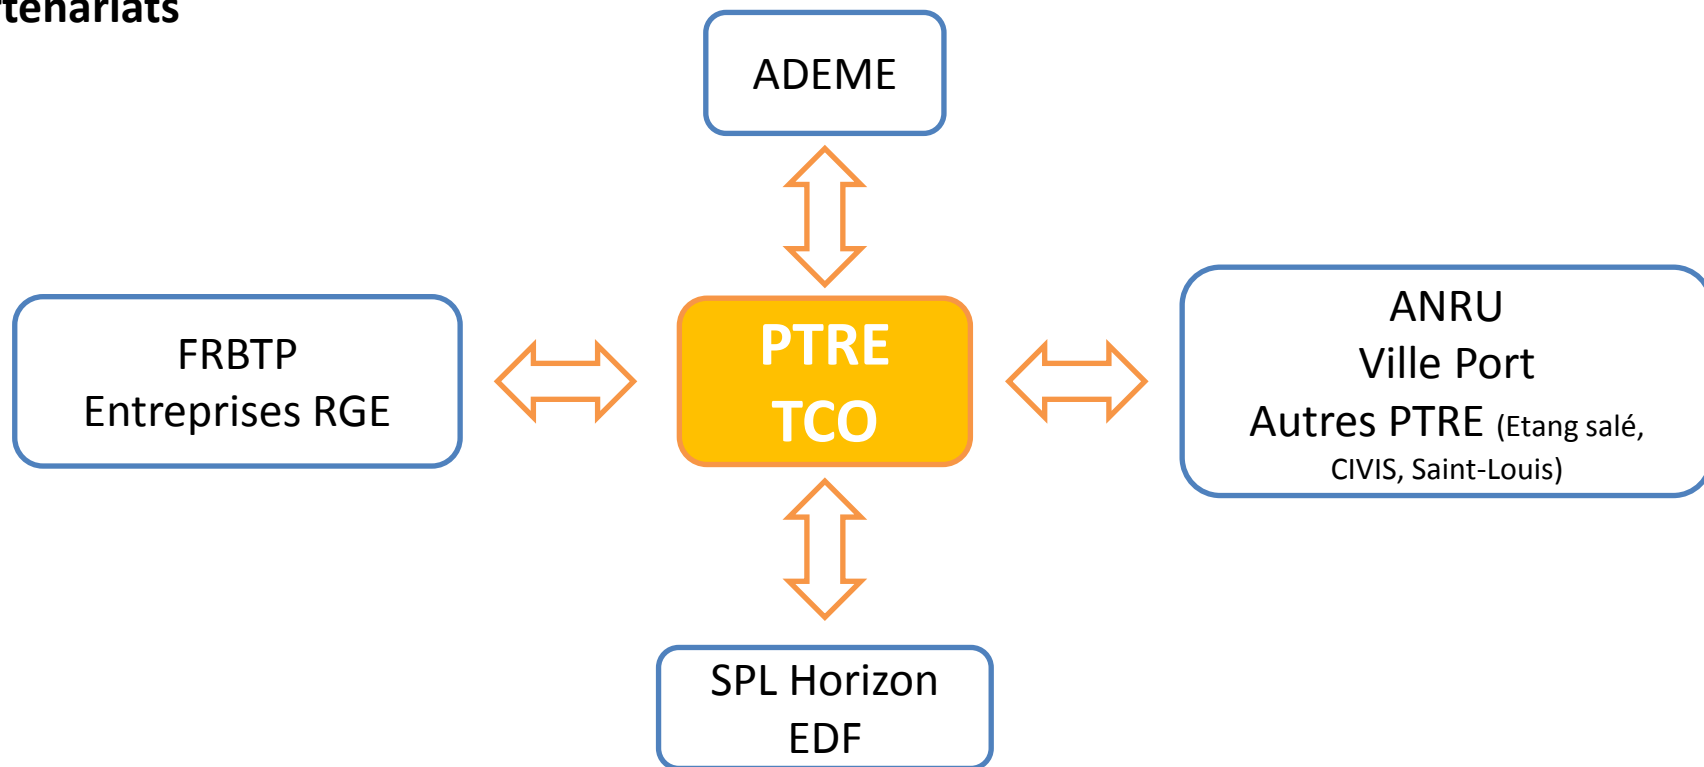 rtenariats
ADEME
FRBTP
Entreprises RGE
PTRE
TCO
ANRU
Ville Port
Autres PTRE (Etang salé,
CIVIS, Saint-Louis)
SPL Horizon
EDF